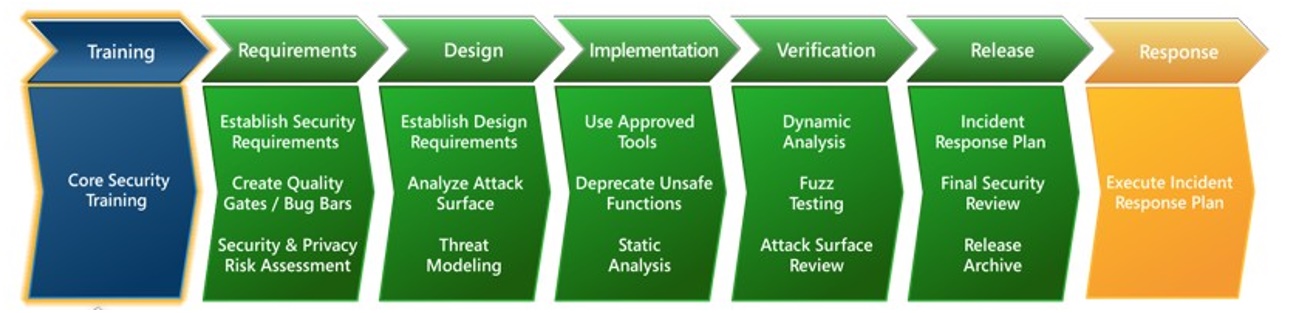 Training
Requirements
Design
Implementation
Verification
Release
Response
Core Security
Training
Establish Security
Requirements
Create Quality
Gates / Bug Bars
Security & Privacy
Risk Assessment
Establish Design
Requirements
Analyze Attack
Surface
Threat
Modeling
Use Approved
Tools
Deprecate Unsafe
Functions
Static
Analysis
Dynamic
Analysis
Fuzz
Testing
Attack Surface
Review
Incident
Response Plan
Final Security
Review
Release
Archive
Execute Incident
Response Plan